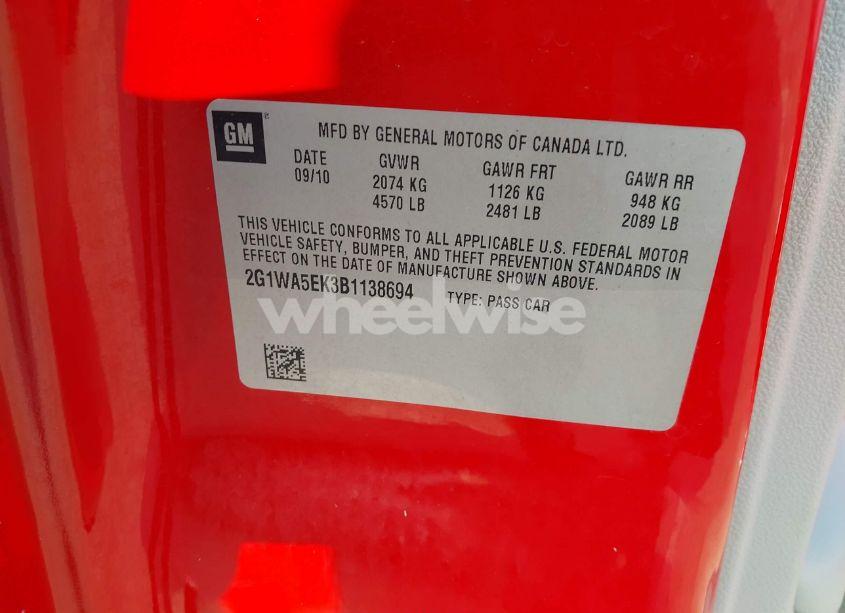 GM®
MFD BY GENERAL MOTORS OF CANADA LTD.
DATE GVWR GAWR FRT GAWR RR
09/10 2074 KG 1126 KG 948 KG
4570 LB 2481 LB 2089 LB
THIS VEHICLE CONFORMS TO ALL APPLICABLE U.S. FEDERAL MOTOR
VEHICLE SAFETY, BUMPER, AND THEFT PREVENTION STANDARDS IN
EFFECT ON THE DATE OF MANUFACTURE SHOWN ABOVE.
2G1WA5EK3B1138694 TYPE: PASS CAR
wheelwise